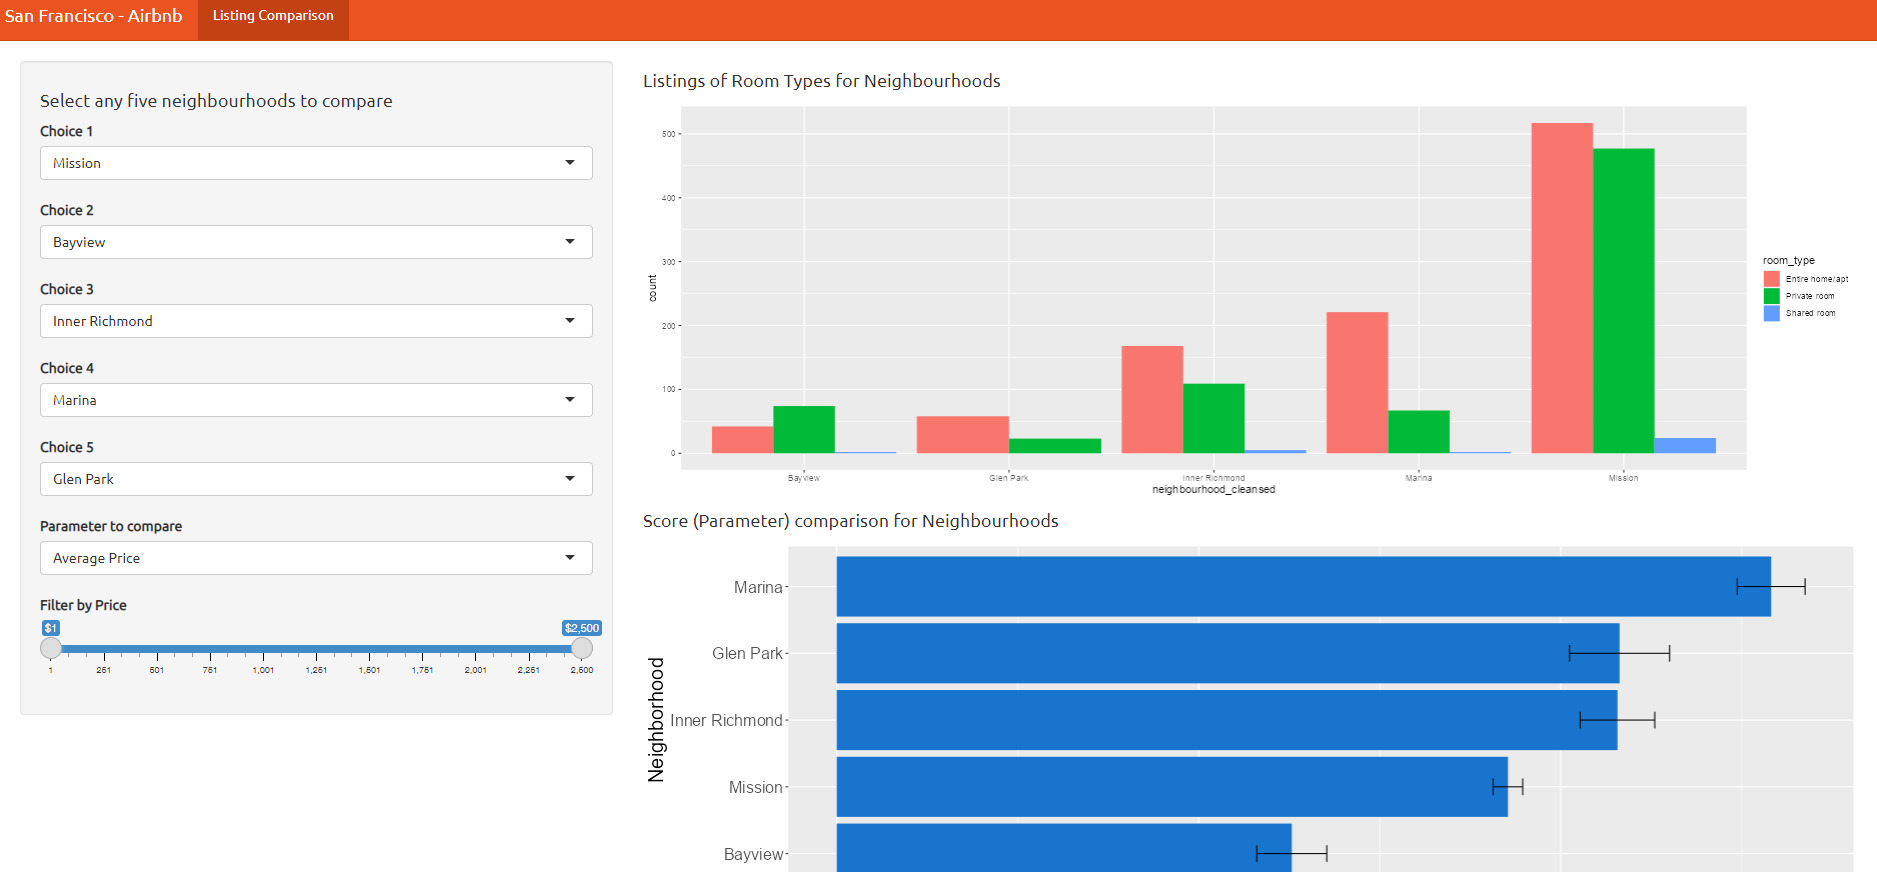 San Francisco - Airbnb
Listing Comparison
Select any five neighbourhoods to compare
Choice 1
Mission
Choice 2
Bayview
Choice 3
Inner Richmond
Choice 4
Marina
Choice 5
Glen Park
Parameter to compare
Average Price
Filter by Price
$1 $2,500
1 251 501 751 1,001 1,251 1,501 1,751 2,001 2,251 2,500
Listings of Room Types for Neighbourhoods
500
400
300
200
100
0
count
Bayview Glen Park Inner Richmond Marina Mission
neighbourhood_cleansed
room_type
Entire home/apt
Private room
Shared room
Score (Parameter) comparison for Neighbourhoods
Neighborhood
Marina
Glen Park
Inner Richmond
Mission
Bayview